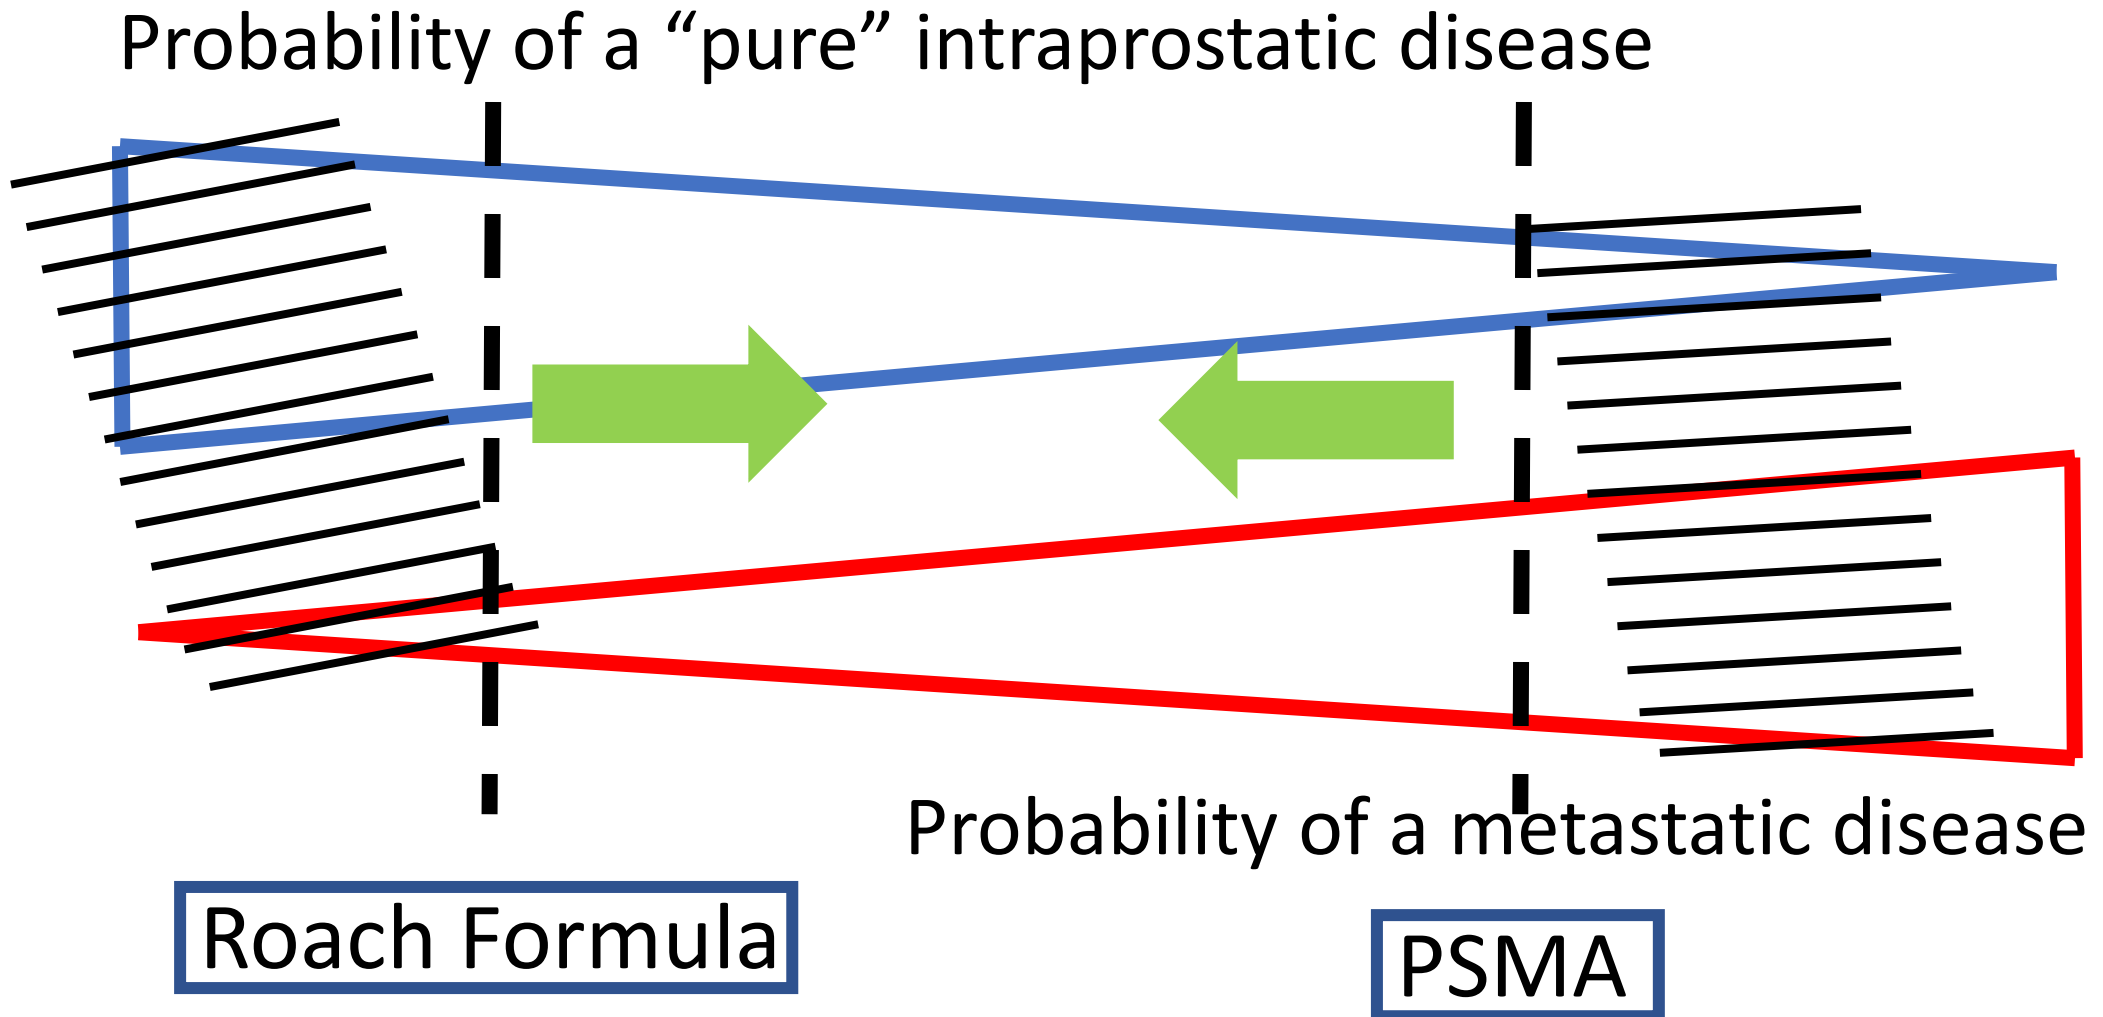 Probability of a “pure” intraprostatic disease
Probability of a metastatic disease
Roach Formula
PSMA